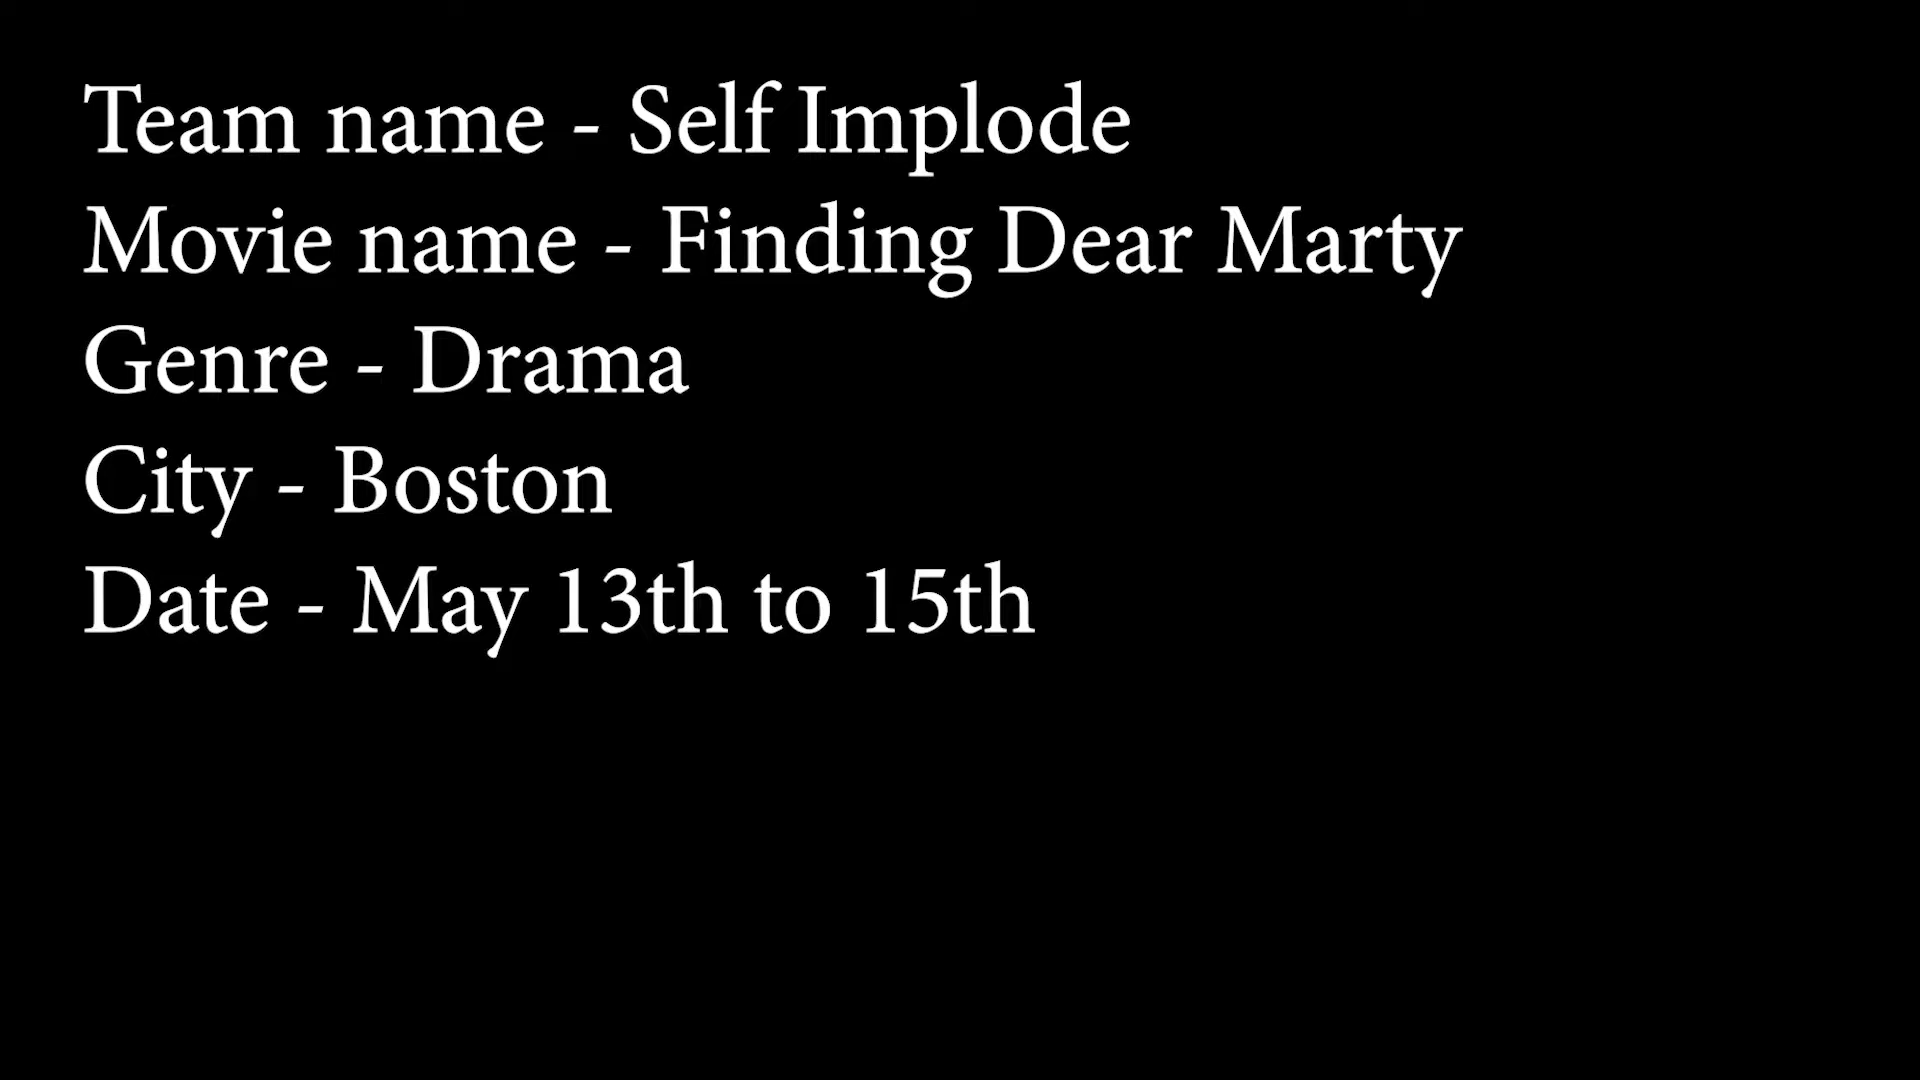 Team name - Self Implode
Movie name - Finding Dear Marty
Genre - Drama
City - Boston
Date - May 13th to 15th